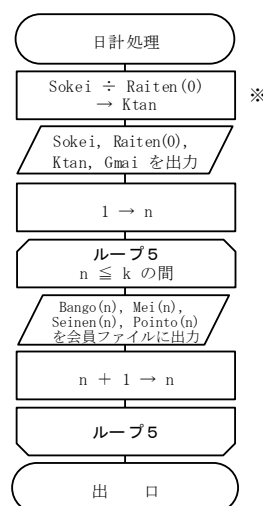 日計処理
Sokei ÷ Raiten(0)
→ Ktan
※
Sokei, Raiten(0),
Ktan, Gmai を出力
1 → n
ループ5
n ≦ k の間
Bango(n), Mei(n),
Seinen(n), Pointo(n)
を会員ファイルに出力
n + 1 → n
ループ5
出 口